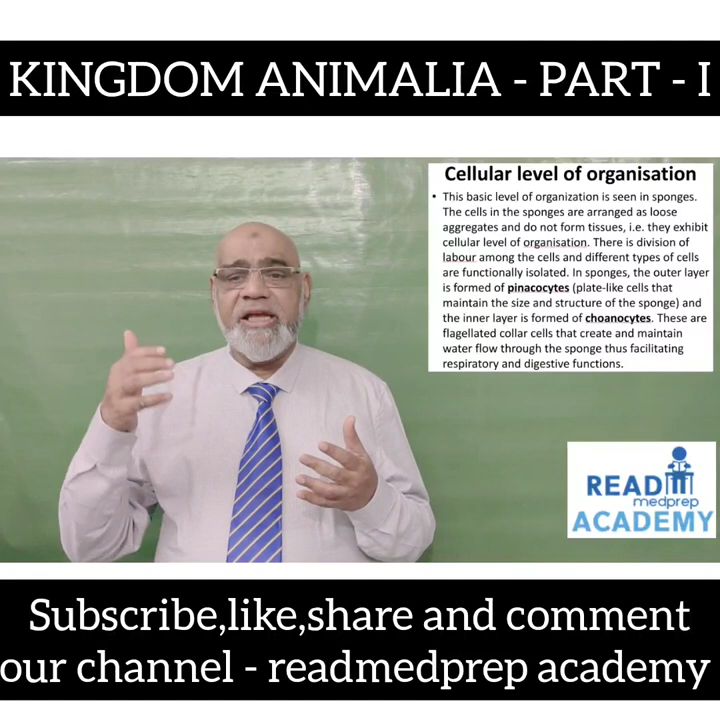 KINGDOM ANIMALIA - PART - I
Cellular level of organisation
• This basic level of organization is seen in sponges.
The cells in the sponges are arranged as loose
aggregates and do not form tissues, i.e. they exhibit
cellular level of organisation. There is division of
labour among the cells and different types of cells
are functionally isolated. In sponges, the outer layer
is formed of pinacocytes (plate-like cells that
maintain the size and structure of the sponge) and
the inner layer is formed of choanocytes. These are
flagellated collar cells that create and maintain
water flow through the sponge thus facilitating
respiratory and digestive functions.
READ
medprep
ACADEMY
Subscribe,like,share and comment
our channel - readmedprep academy